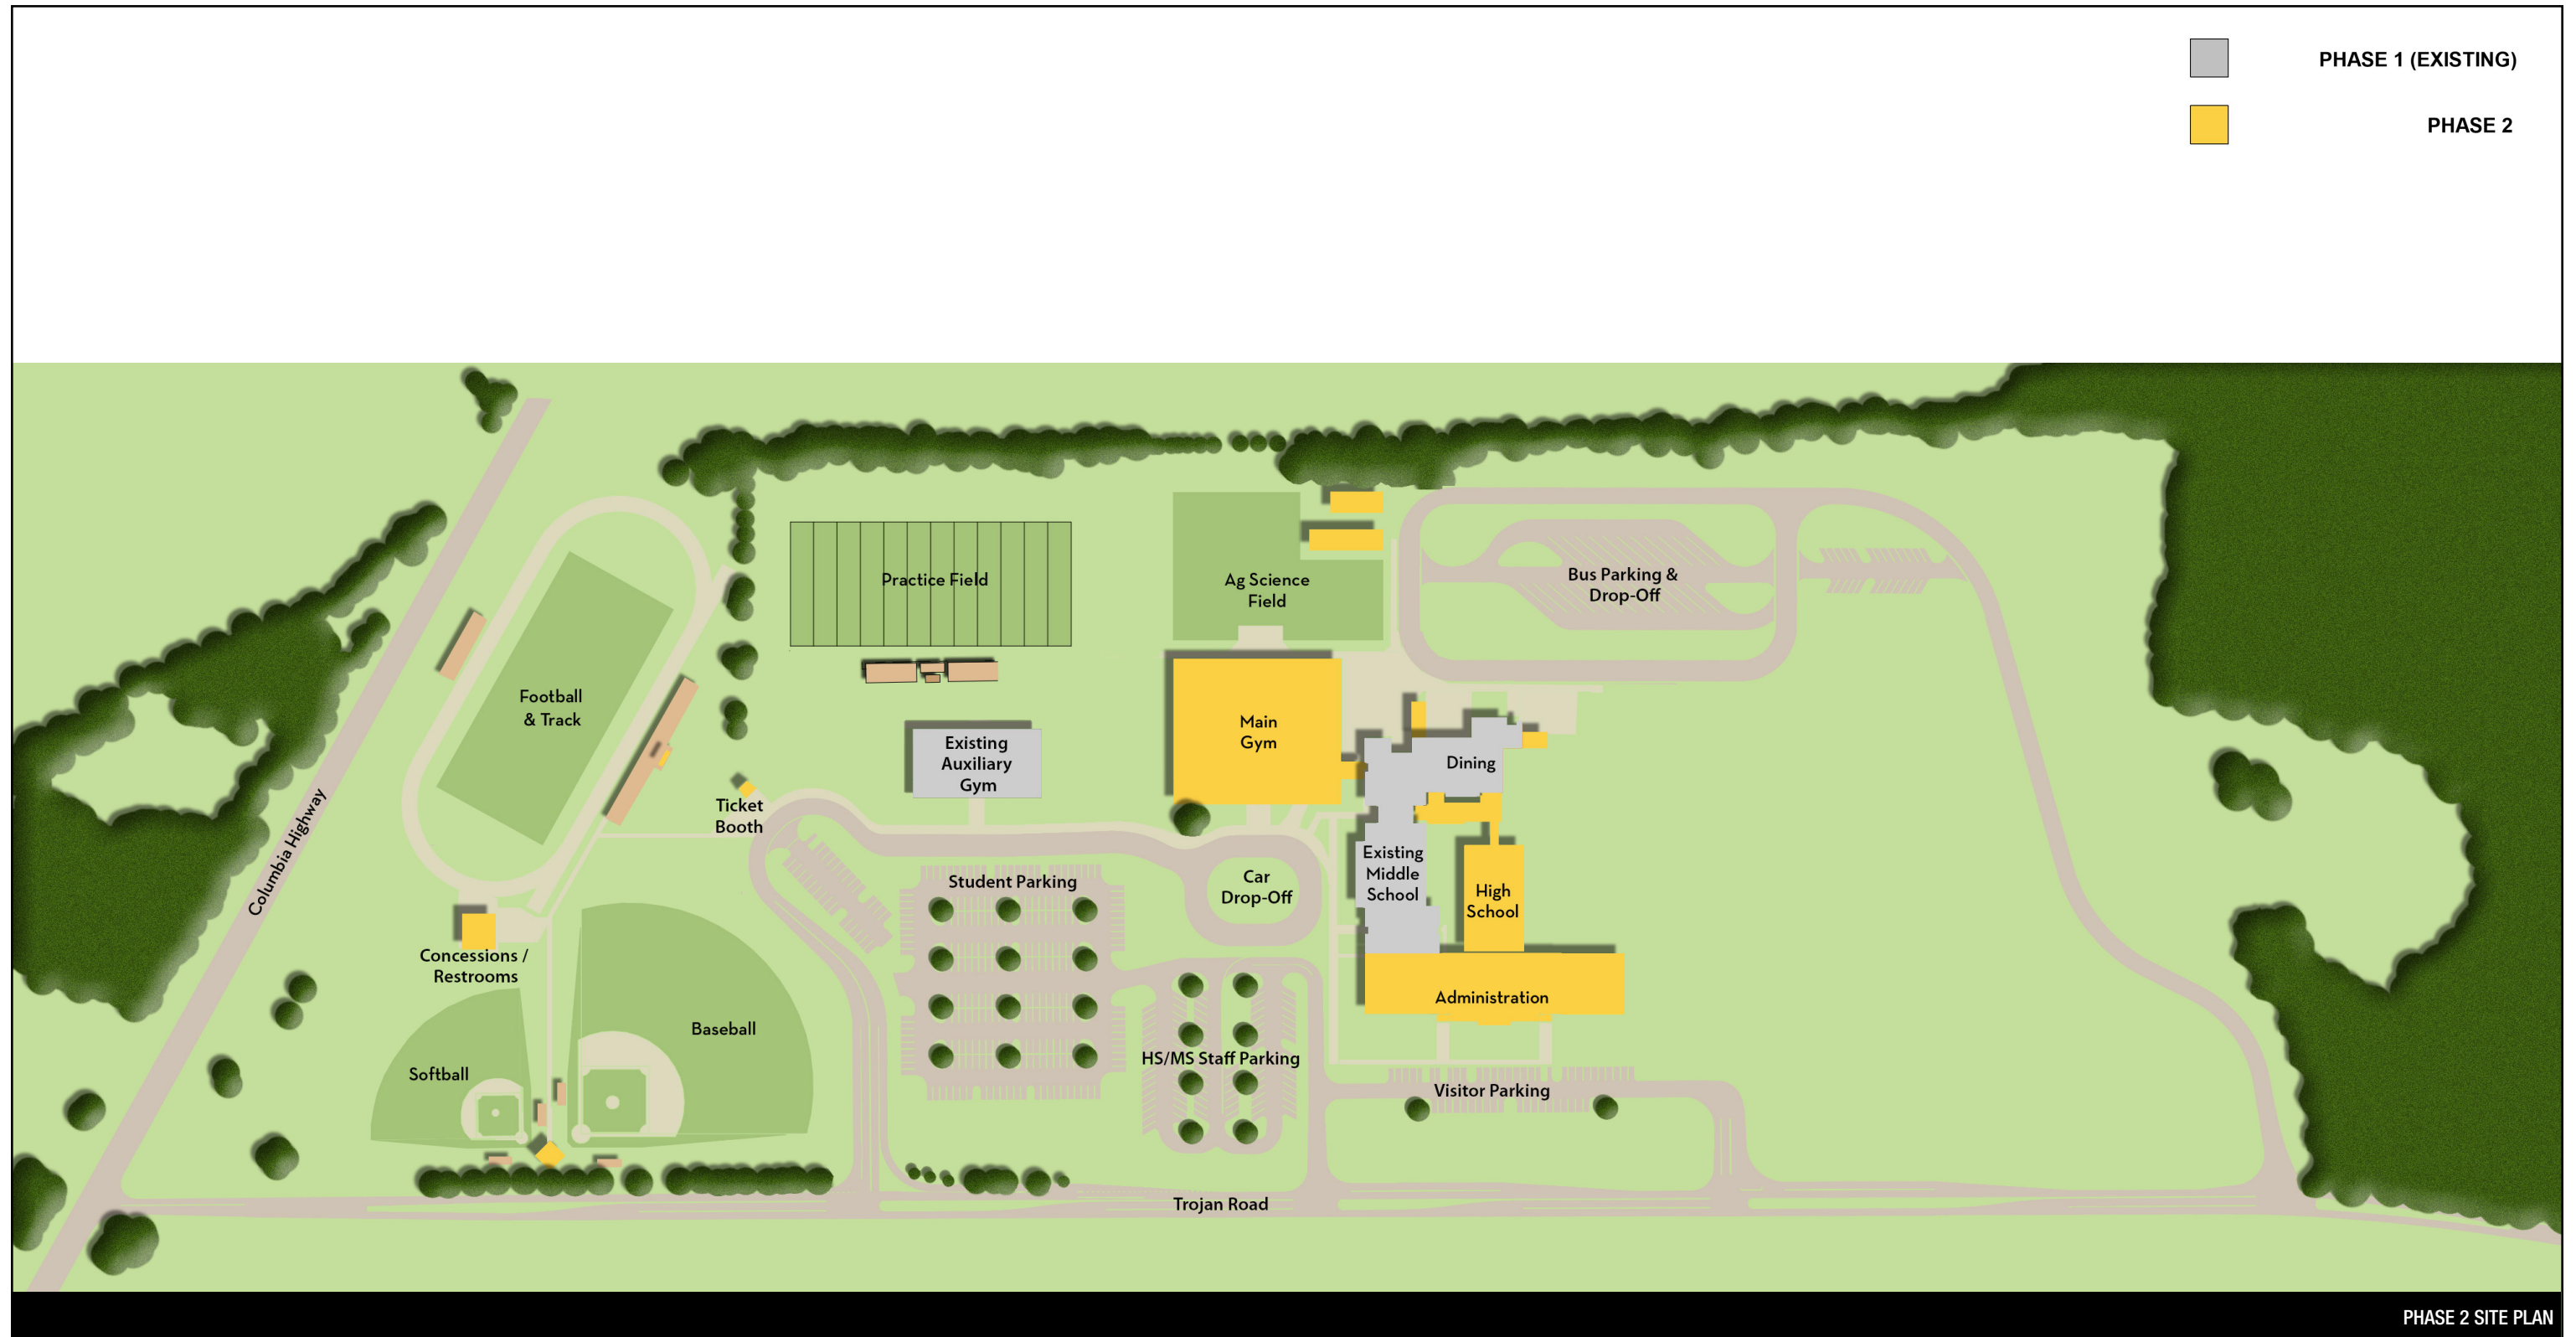 PHASE 1 (EXISTING)
PHASE 2
Practice Field
Ag Science
Field
Bus Parking &
Drop-Off
Football
& Track
Main
Gym
Existing
Auxiliary
Gym
Dining
Ticket
Booth
Columbia Highway
Existing
Middle
School
Student Parking
Car
Drop-Off
High
School
Concessions /
Restrooms
Administration
Baseball
Softball
HS/MS Staff Parking
Visitor Parking
Trojan Road
PHASE 2 SITE PLAN